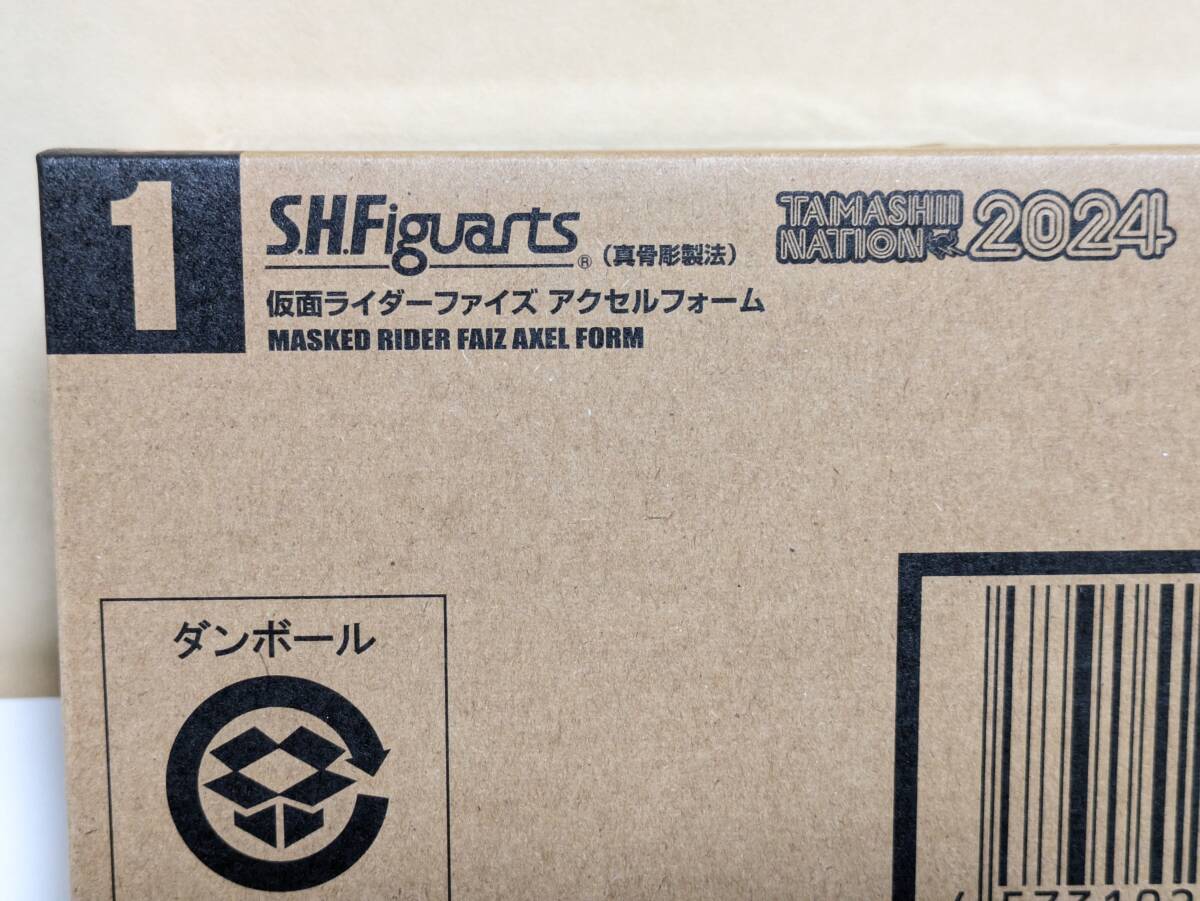 1
S.H.Figuarts® (真骨彫製法)
TAMASHII NATION 2024
仮面ライダーファイズ アクセルフォーム
MASKED RIDER FAIZ AXEL FORM
ダンボール